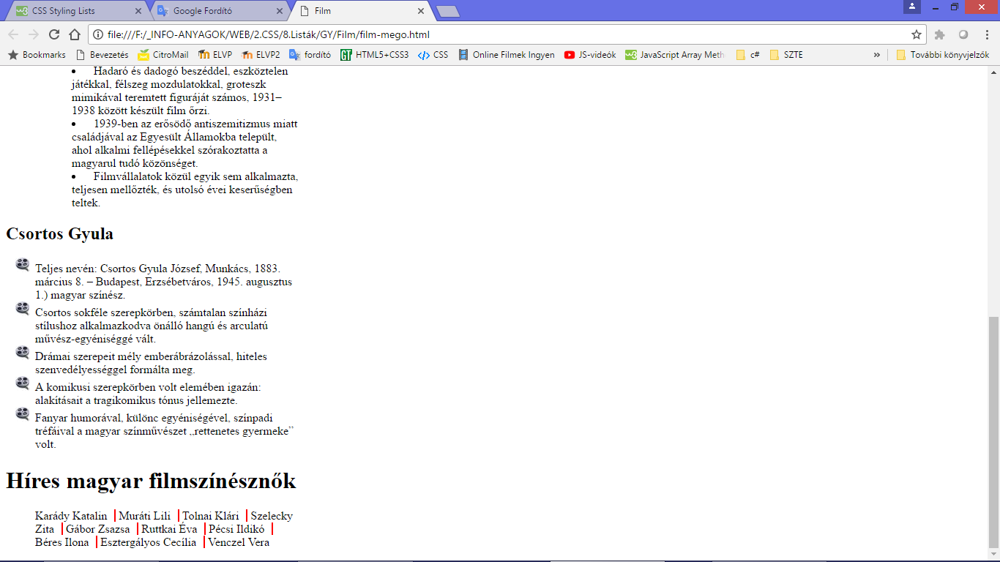 CSS Styling Lists
Google Fordító
Film
file:///F:/_INFO-ANYAGOK/WEB/2.CSS/8.Listák/GY/Film/film-mego.html
Bookmarks Bevezetés CitroMail ELVP ELVP2 fordító HTML5+CSS3 CSS Online Filmek Ingyen JS-videók JavaScript Array Meth c# SZTE » További könyvjelzők
• Hadaró és dadogó beszéddel, eszköztelen
játékkal, félszeg mozdulatokkal, groteszk
mimikával teremtett figuráját számos, 1931–
1938 között készült film őrzi.
• 1939-ben az erősödő antiszemitizmus miatt
családjával az Egyesült Államokba települt,
ahol alkalmi fellépésekkel szórakoztatta a
magyarul tudó közönséget.
• Filmvállalatok közül egyik sem alkalmazta,
teljesen mellőzték, és utolsó évei keserűségben
teltek.
Csortos Gyula
Teljes nevén: Csortos Gyula József, Munkács, 1883.
március 8. – Budapest, Erzsébetváros, 1945. augusztus
1.) magyar színész.
Csortos sokféle szerepkörben, számtalan színházi
stílushoz alkalmazkodva önálló hangú és arculatú
művész-egyéniséggé vált.
Drámai szerepeit mély emberábrázolással, hiteles
szenvedélyességgel formálta meg.
A komikusi szerepkörben volt elemében igazán:
alakításait a tragikomikus tónus jellemezte.
Fanyar humorával, különc egyéniségével, színpadi
tréfáival a magyar színművészet „rettenetes gyermeke”
volt.
Híres magyar filmszínésznők
Karády Katalin | Muráti Lili | Tolnai Klári | Szelecky
Zita | Gábor Zsazsa | Ruttkai Éva | Pécsi Ildikó |
Béres Ilona | Esztergályos Cecília | Venczel Vera